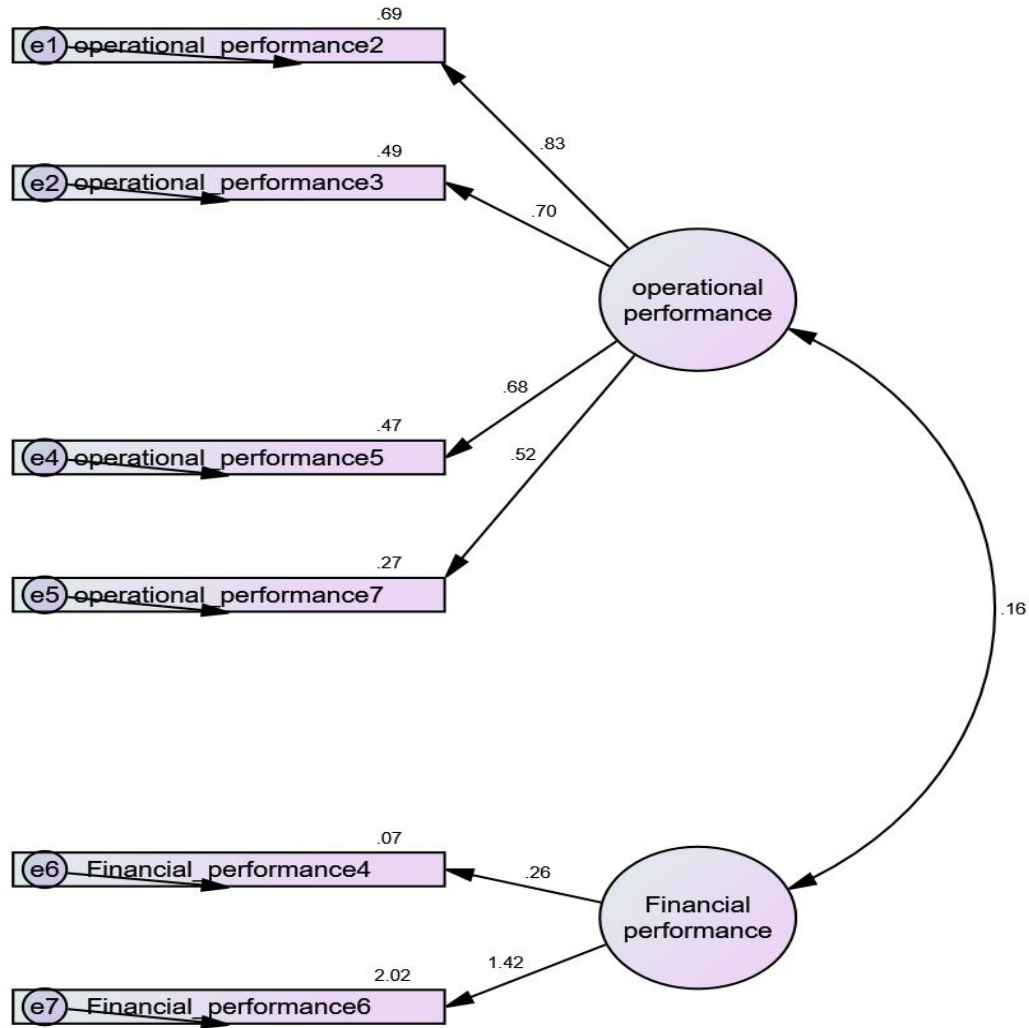 .69
e1 operational_performance2
.83
.49
e2 operational_performance3
.70
operational
performance
.68
.47
e4 operational_performance5
.52
.27
e5 operational_performance7
.16
.07
e6 Financial_performance4
.26
Financial
performance
1.42
2.02
e7 Financial_performance6